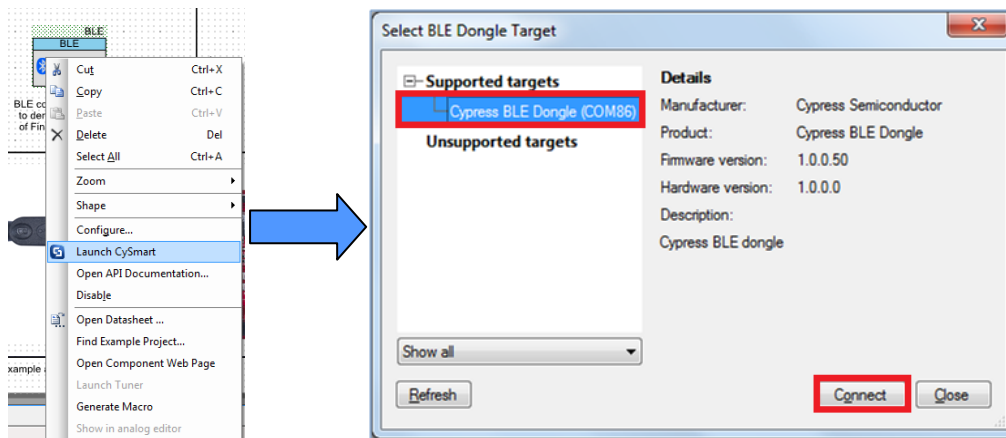 BLE
BLE
Cut Ctrl+X
Copy Ctrl+C
BLE co
to der
of Fin
Paste Ctrl+V
Delete Del
Select All Ctrl+A
Zoom
Shape
Configure...
Launch CySmart
Open API Documentation...
Disable
Open Datasheet ...
Find Example Project...
Open Component Web Page
xample
Launch Tuner
Generate Macro
Show in analog editor
Select BLE Dongle Target
Supported targets
Cypress BLE Dongle (COM86)
Unsupported targets
Show all
Refresh
Details
Manufacturer: Cypress Semiconductor
Product: Cypress BLE Dongle
Firmware version: 1.0.0.50
Hardware version: 1.0.0.0
Description:
Cypress BLE dongle
Connect
Close